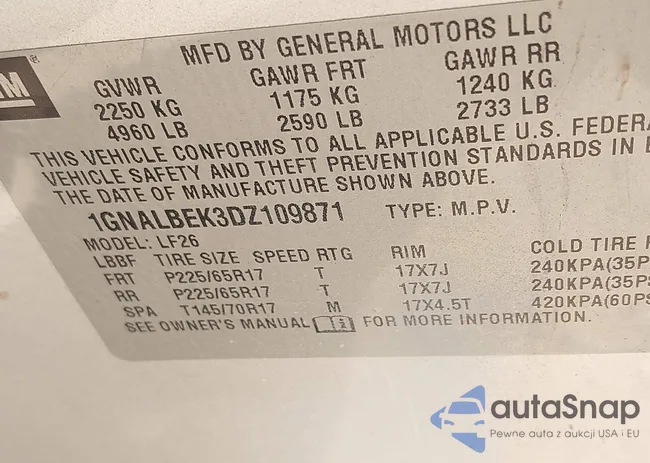 GM ®
MFD BY GENERAL MOTORS LLC
GVWR GAWR FRT GAWR RR
2250 KG 1175 KG 1240 KG
4960 LB 2590 LB 2733 LB
THIS VEHICLE CONFORMS TO ALL APPLICABLE U.S. FEDERA
VEHICLE SAFETY AND THEFT PREVENTION STANDARDS IN E
THE DATE OF MANUFACTURE SHOWN ABOVE.
1GNALBEK3DZ109871 TYPE: M.P.V.
MODEL: LF26
LBBF TIRE SIZE SPEED RTG RIM COLD TIRE P
FRT P225/65R17 T 17X7J 240KPA(35P
RR P225/65R17 T 17X7J 240KPA(35PS
SPA T145/70R17 M 17X4.5T 420KPA(60PS
SEE OWNER'S MANUAL FOR MORE INFORMATION.
autaSnap
Pewne auta z aukcji USA i EU